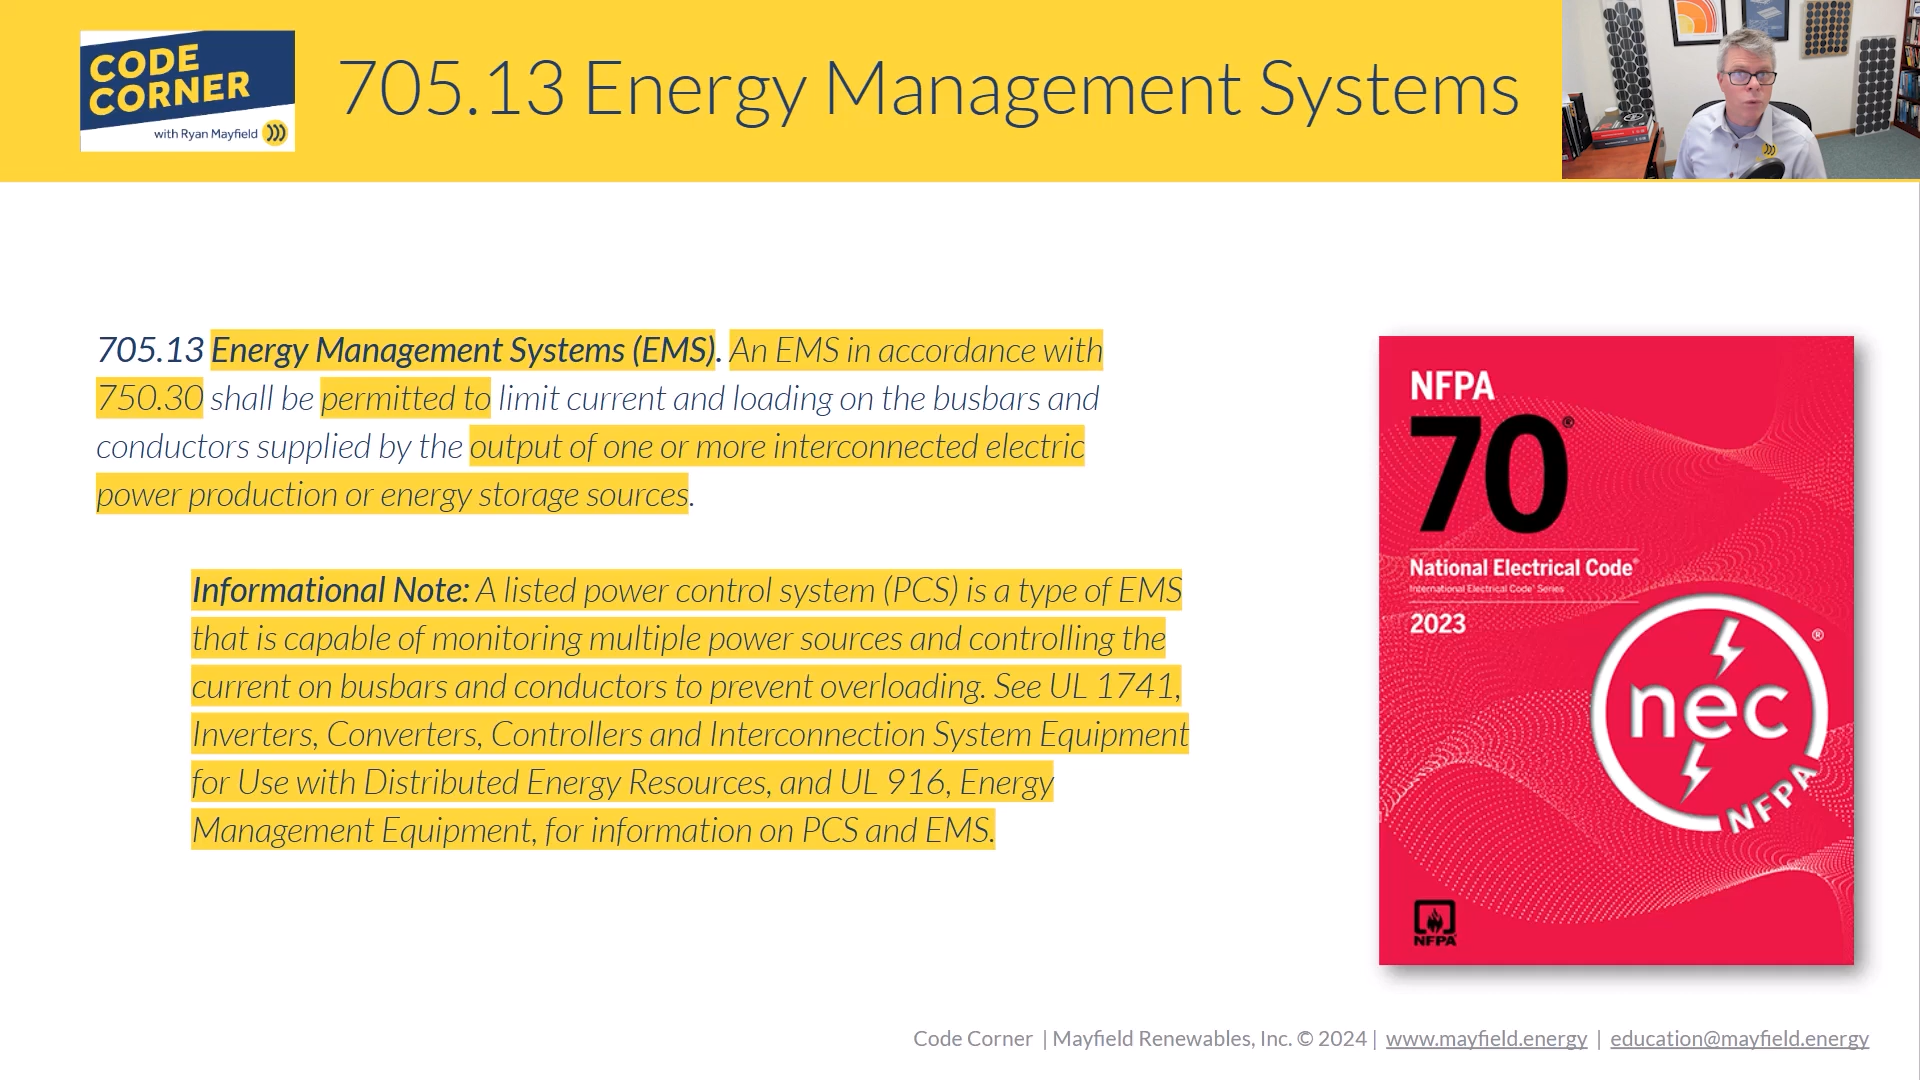 CODE
CORNER
with Ryan Mayfield
705.13 Energy Management Systems
705.13 Energy Management Systems (EMS). An EMS in accordance with
750.30 shall be permitted to limit current and loading on the busbars and
conductors supplied by the output of one or more interconnected electric
power production or energy storage sources.
Informational Note: A listed power control system (PCS) is a type of EMS
that is capable of monitoring multiple power sources and controlling the
current on busbars and conductors to prevent overloading. See UL 1741,
Inverters, Converters, Controllers and Interconnection System Equipment
for Use with Distributed Energy Resources, and UL 916, Energy
Management Equipment, for information on PCS and EMS.
NFPA
70®
National Electrical Code®
International Electrical Code® Series
2023
®
nec
NFPA
NFPA
Code Corner | Mayfield Renewables, Inc. © 2024 | www.mayfield.energy | education@mayfield.energy